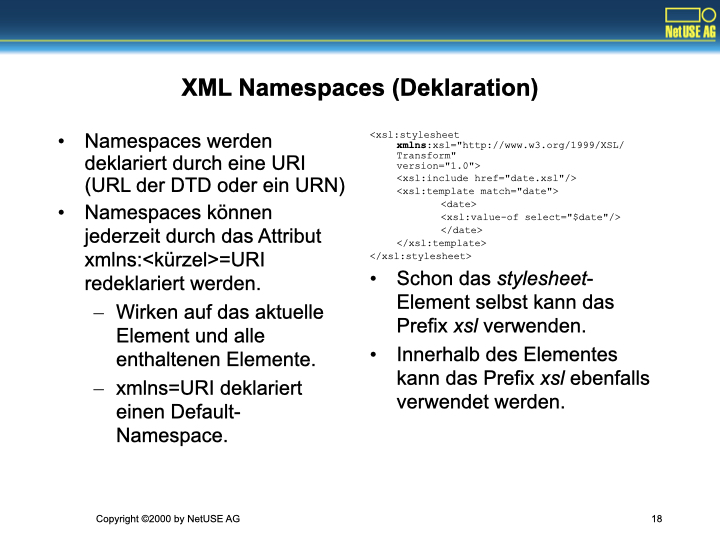 NetUSE AG
XML Namespaces (Deklaration)
• Namespaces werden
deklariert durch eine URI
(URL der DTD oder ein URN)
• Namespaces können
jederzeit durch das Attribut
xmlns:<kürzel>=URI
redeklariert werden.
– Wirken auf das aktuelle
Element und alle
enthaltenen Elemente.
– xmlns=URI deklariert
einen Default-
Namespace.
<xsl:stylesheet
xmlns:xsl="http://www.w3.org/1999/XSL/
Transform"
version="1.0">
<xsl:include href="date.xsl"/>
<xsl:template match="date">
<date>
<xsl:value-of select="$date"/>
</date>
</xsl:template>
</xsl:stylesheet>
• Schon das stylesheet-
Element selbst kann das
Prefix xsl verwenden.
• Innerhalb des Elementes
kann das Prefix xsl ebenfalls
verwendet werden.
Copyright ©2000 by NetUSE AG
18